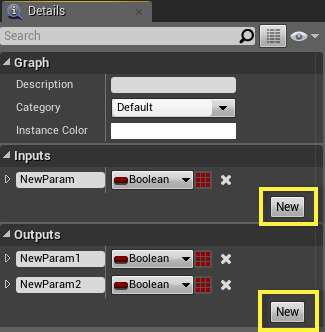 Details
Search
Graph
Description
Category Default
Instance Color
Inputs
NewParam Boolean
New
Outputs
NewParam1 Boolean
NewParam2 Boolean
New